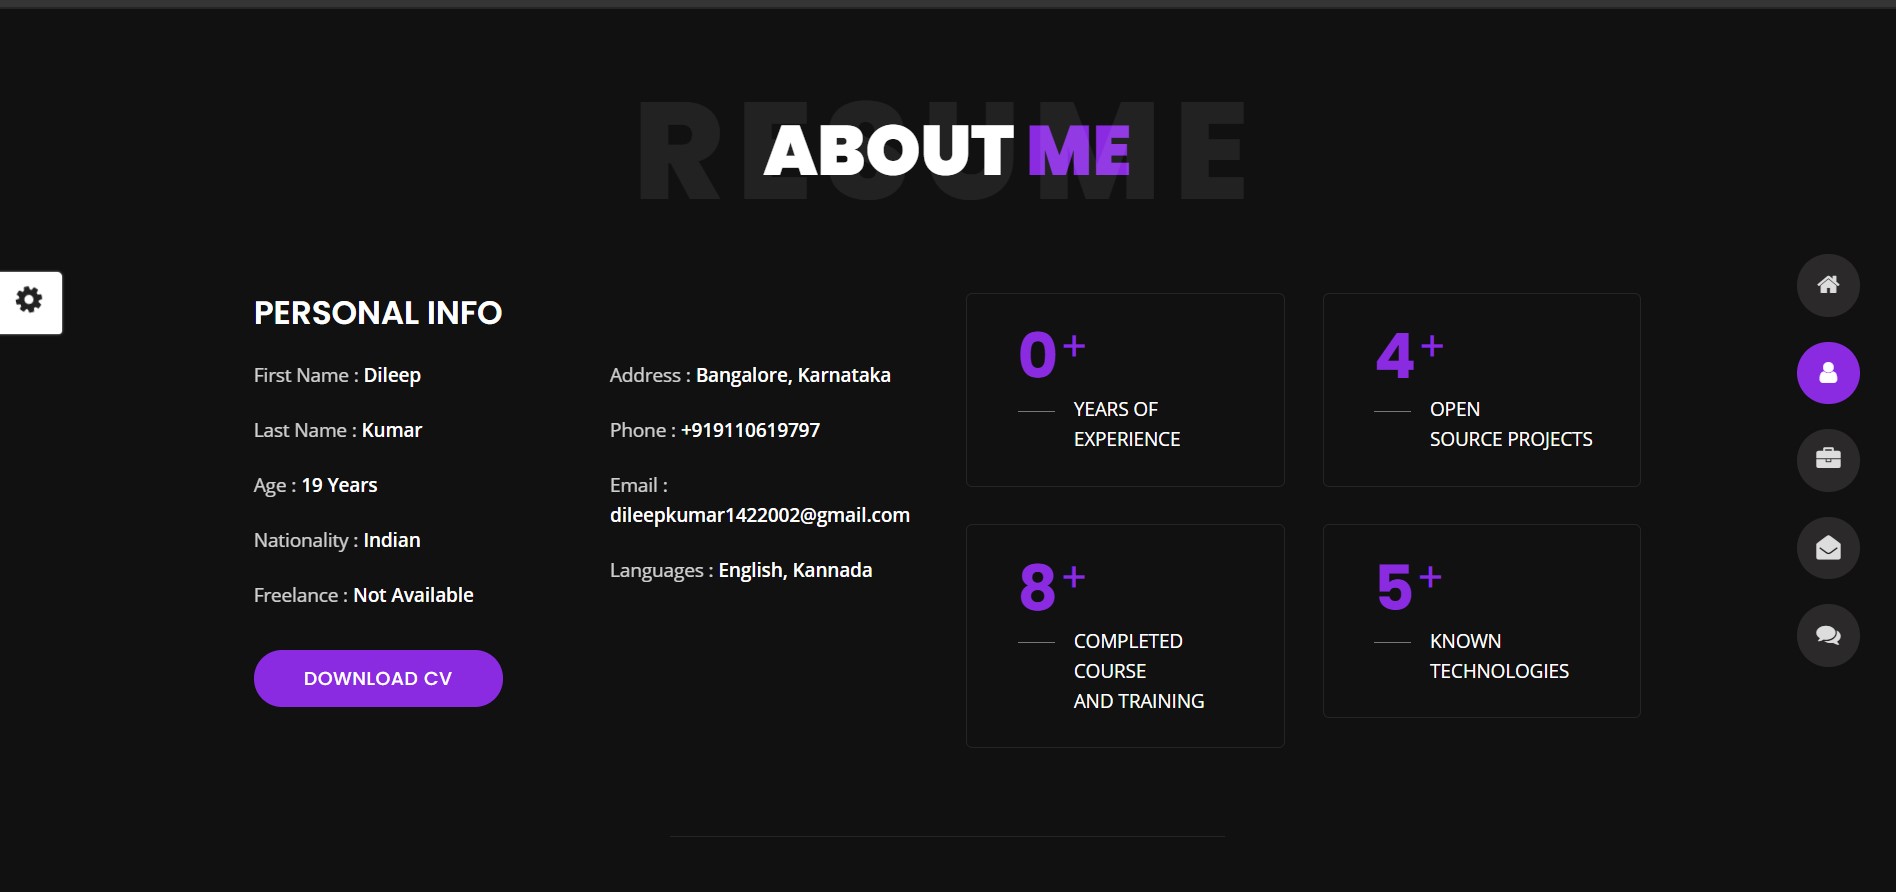 RESUME
ABOUT ME
PERSONAL INFO
First Name : Dileep
Last Name : Kumar
Age : 19 Years
Nationality : Indian
Freelance : Not Available
DOWNLOAD CV
Address : Bangalore, Karnataka
Phone : +919110619797
Email :
dileepkumar1422002@gmail.com
Languages : English, Kannada
0+
YEARS OF
EXPERIENCE
4+
OPEN
SOURCE PROJECTS
8+
COMPLETED
COURSE
AND TRAINING
5+
KNOWN
TECHNOLOGIES